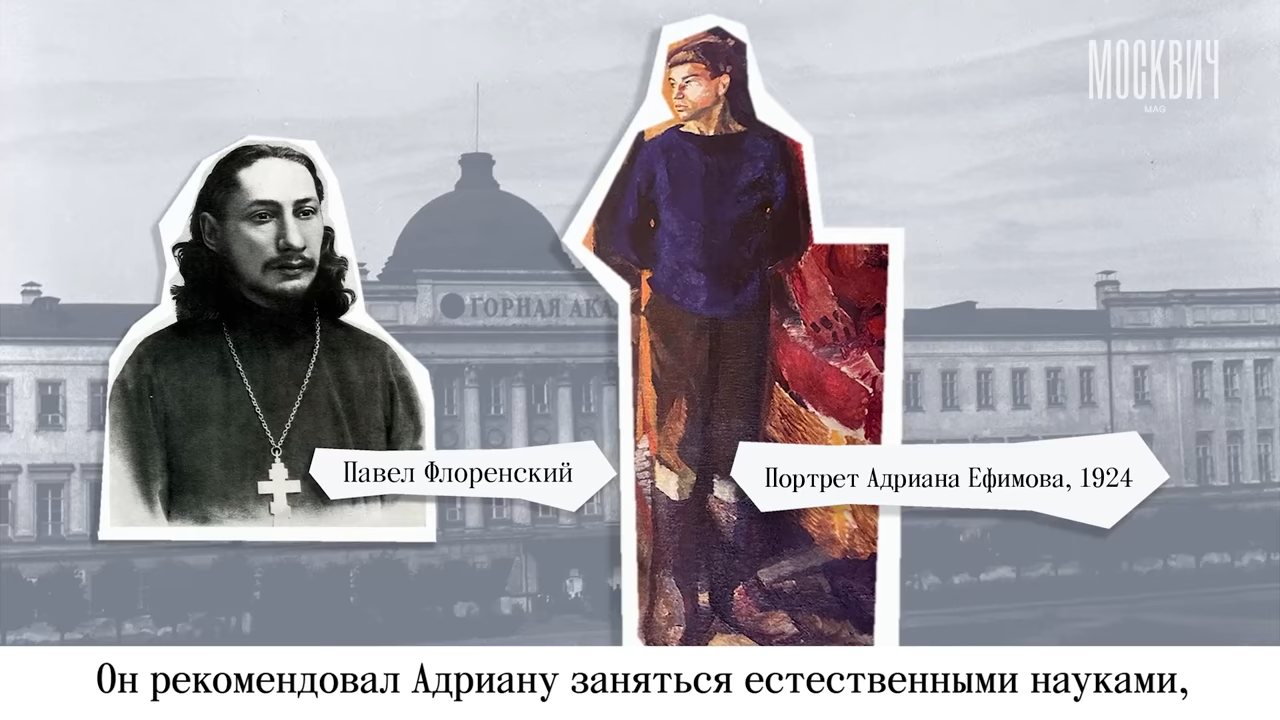 МОСКВИЧ
MAG
ГОРНАЯ АКА
Павел Флоренский
Портрет Адриана Ефимова, 1924
Он рекомендовал Адриану заняться естественными науками,